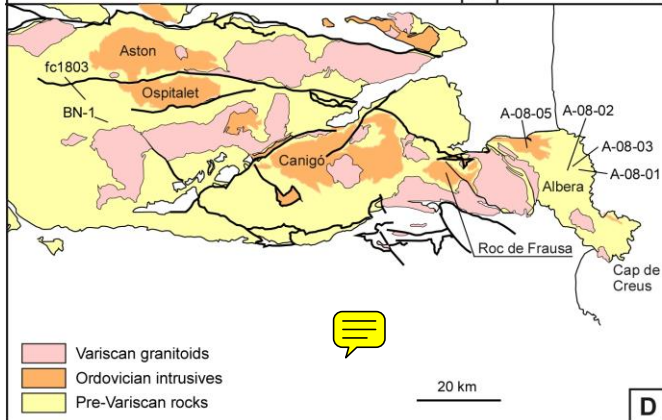 Aston
fc1803
Ospitalet
BN-1
Canigó
A-08-05
A-08-02
A-08-03
A-08-01
Albera
Roc de Frausa
Cap de
Creus
Variscan granitoids
Ordovician intrusives
Pre-Variscan rocks
20 km
D